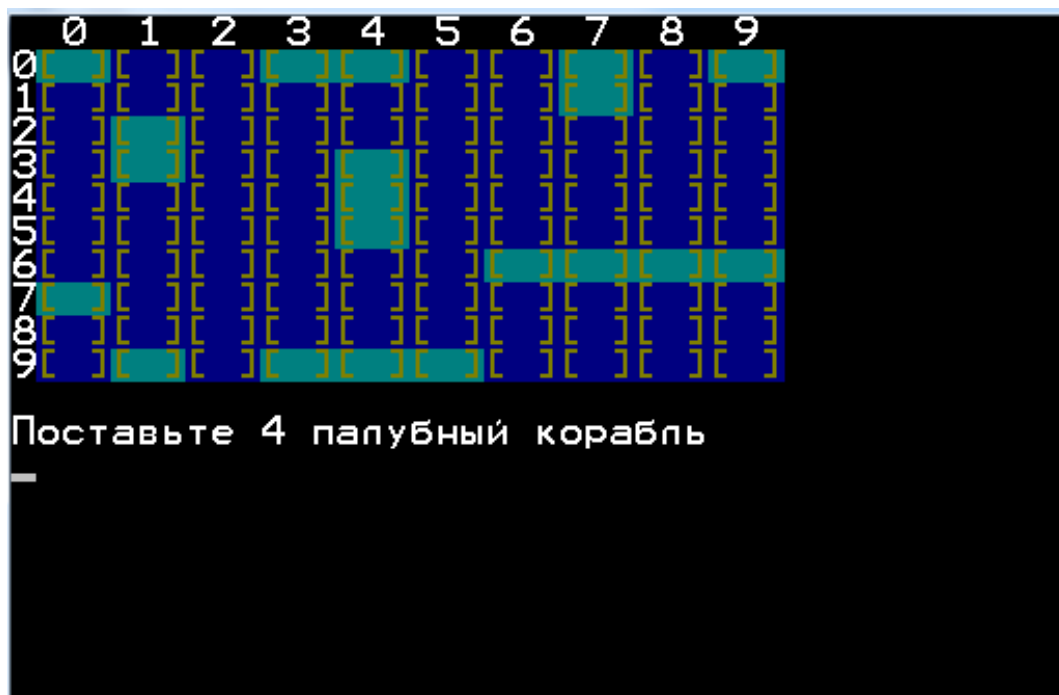 0 1 2 3 4 5 6 7 8 9
0[ ][ ][ ][ ][ ][ ][ ][ ][ ][ ]
1[ ][ ][ ][ ][ ][ ][ ][ ][ ][ ]
2[ ][ ][ ][ ][ ][ ][ ][ ][ ][ ]
3[ ][ ][ ][ ][ ][ ][ ][ ][ ][ ]
4[ ][ ][ ][ ][ ][ ][ ][ ][ ][ ]
5[ ][ ][ ][ ][ ][ ][ ][ ][ ][ ]
6[ ][ ][ ][ ][ ][ ][ ][ ][ ][ ]
7[ ][ ][ ][ ][ ][ ][ ][ ][ ][ ]
8[ ][ ][ ][ ][ ][ ][ ][ ][ ][ ]
9[ ][ ][ ][ ][ ][ ][ ][ ][ ][ ]
Поставьте 4 палубный корабль